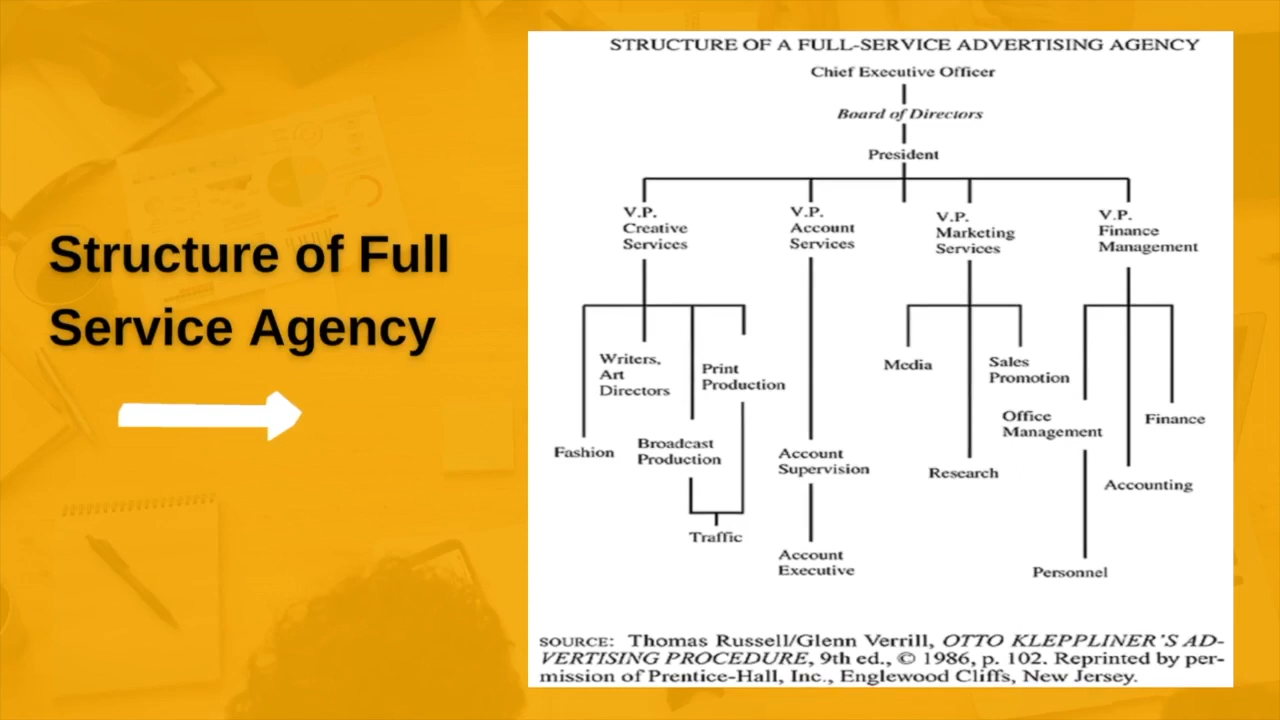 Structure of Full
Service Agency
STRUCTURE OF A FULL-SERVICE ADVERTISING AGENCY
Chief Executive Officer
Board of Directors
President
V.P.
Creative
Services
V.P.
Account
Services
V.P.
Marketing
Services
V.P.
Finance
Management
Writers,
Art
Directors
Print
Production
Media
Sales
Promotion
Office
Management
Finance
Fashion
Broadcast
Production
Account
Supervision
Research
Accounting
Traffic
Account
Executive
Personnel
SOURCE: Thomas Russell/Glenn Verrill, OTTO KLEPPLINER'S AD-
VERTISING PROCEDURE, 9th ed., © 1986, p. 102. Reprinted by per-
mission of Prentice-Hall, Inc., Englewood Cliffs, New Jersey.